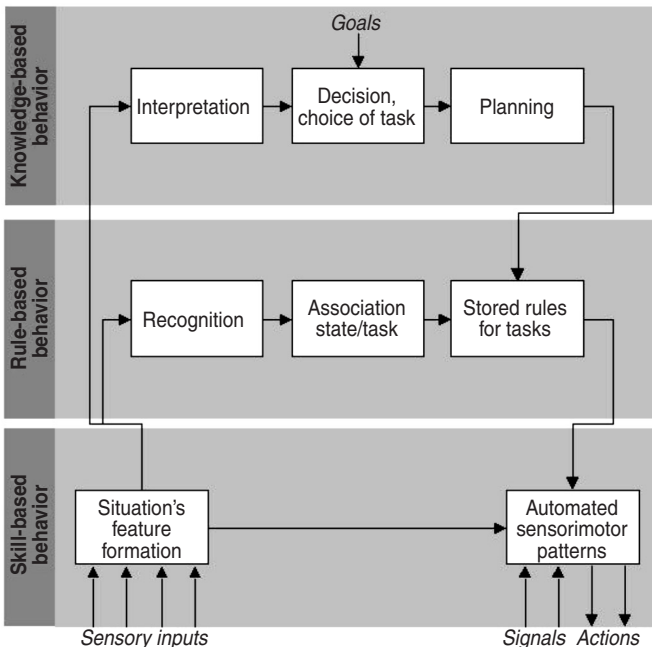 Knowledge-based
behavior
Goals
Interpretation
Decision,
choice of task
Planning
Rule-based
behavior
Recognition
Association
state/task
Stored rules
for tasks
Skill-based
behavior
Situation's
feature
formation
Automated
sensorimotor
patterns
Sensory inputs
Signals
Actions